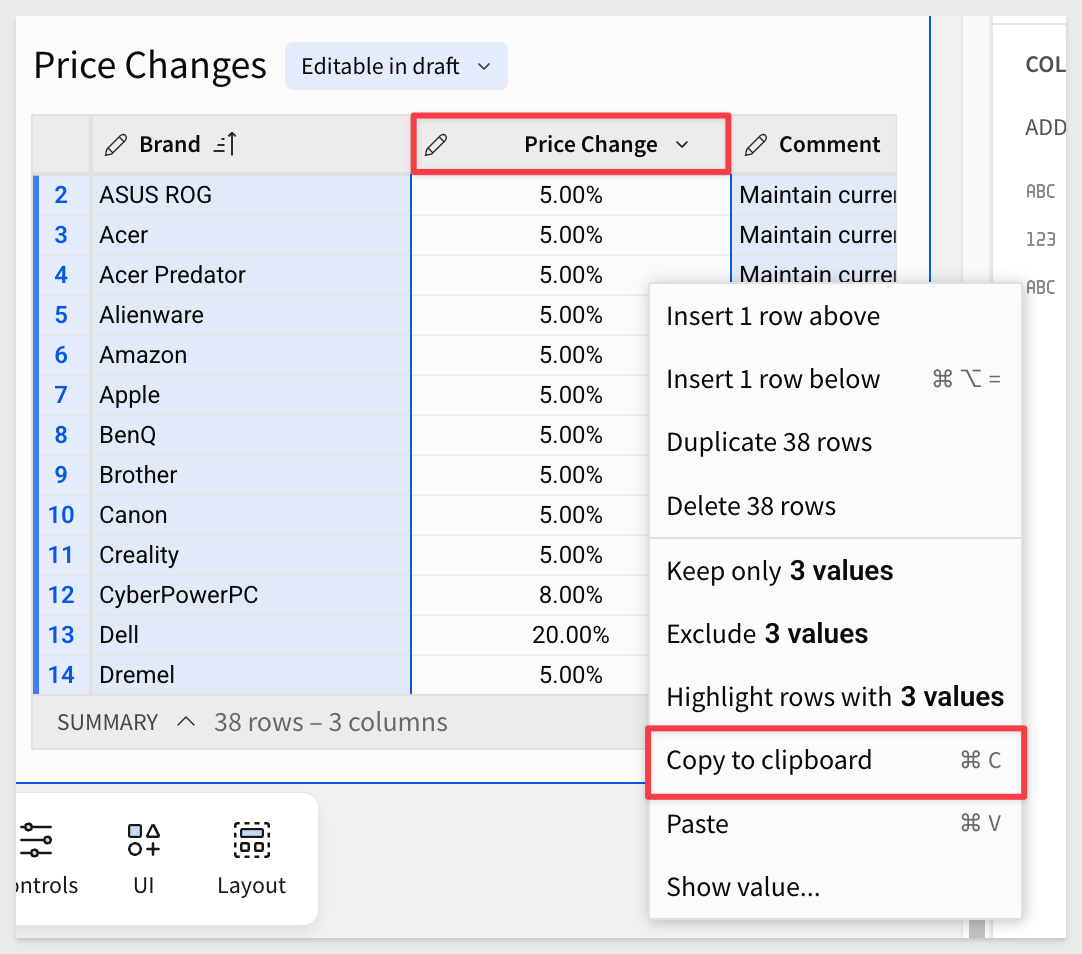 Price Changes
Editable in draft
COL
ADD
Brand
Price Change
Comment
2 ASUS ROG 5.00% Maintain curre
3 Acer 5.00% Maintain curre
4 Acer Predator 5.00% Maintain curre
5 Alienware 5.00%
6 Amazon 5.00%
7 Apple 5.00%
8 BenQ 5.00%
9 Brother 5.00%
10 Canon 5.00%
11 Creality 5.00%
12 CyberPowerPC 8.00%
13 Dell 20.00%
14 Dremel 5.00%
SUMMARY 38 rows – 3 columns
ABC
123
ABC
Insert 1 row above
Insert 1 row below ⌘ ⌥ =
Duplicate 38 rows
Delete 38 rows
Keep only 3 values
Exclude 3 values
Highlight rows with 3 values
Copy to clipboard ⌘ C
Paste ⌘ V
Show value...
ontrols
UI
Layout